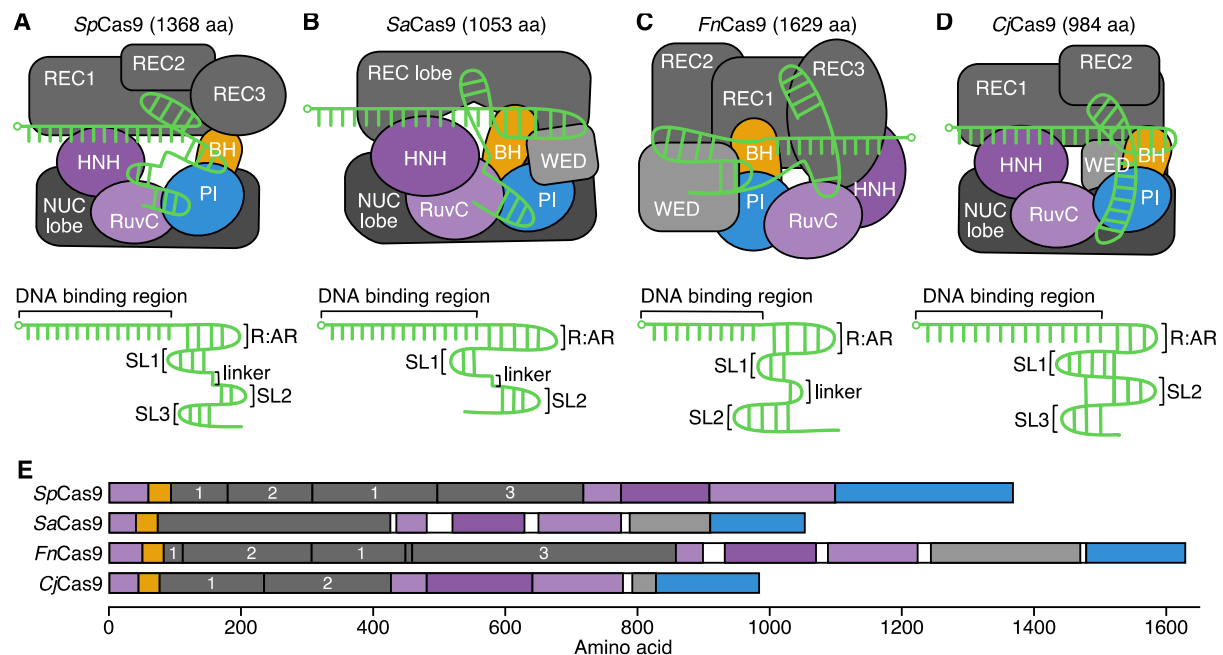 A
SpCas9 (1368 aa)
REC1
REC2
REC3
HNH
BH
PI
NUC
lobe
RuvC
B
SaCas9 (1053 aa)
REC lobe
HNH
BH
WED
NUC
lobe
RuvC
PI
C
FnCas9 (1629 aa)
REC2
REC3
REC1
BH
HNH
WED
PI
RuvC
D
CjCas9 (984 aa)
REC2
REC1
HNH
WED
BH
PI
NUC
lobe
RuvC
DNA binding region
R:AR
SL1
linker
SL2
SL3
DNA binding region
R:AR
SL1
linker
SL2
DNA binding region
R:AR
SL1
linker
SL2
DNA binding region
R:AR
SL1
SL2
SL3
E
SpCas9 1 2 1 3
SaCas9
FnCas9 1 2 1 3
CjCas9 1 2
0 200 400 600 800 1000 1200 1400 1600
Amino acid